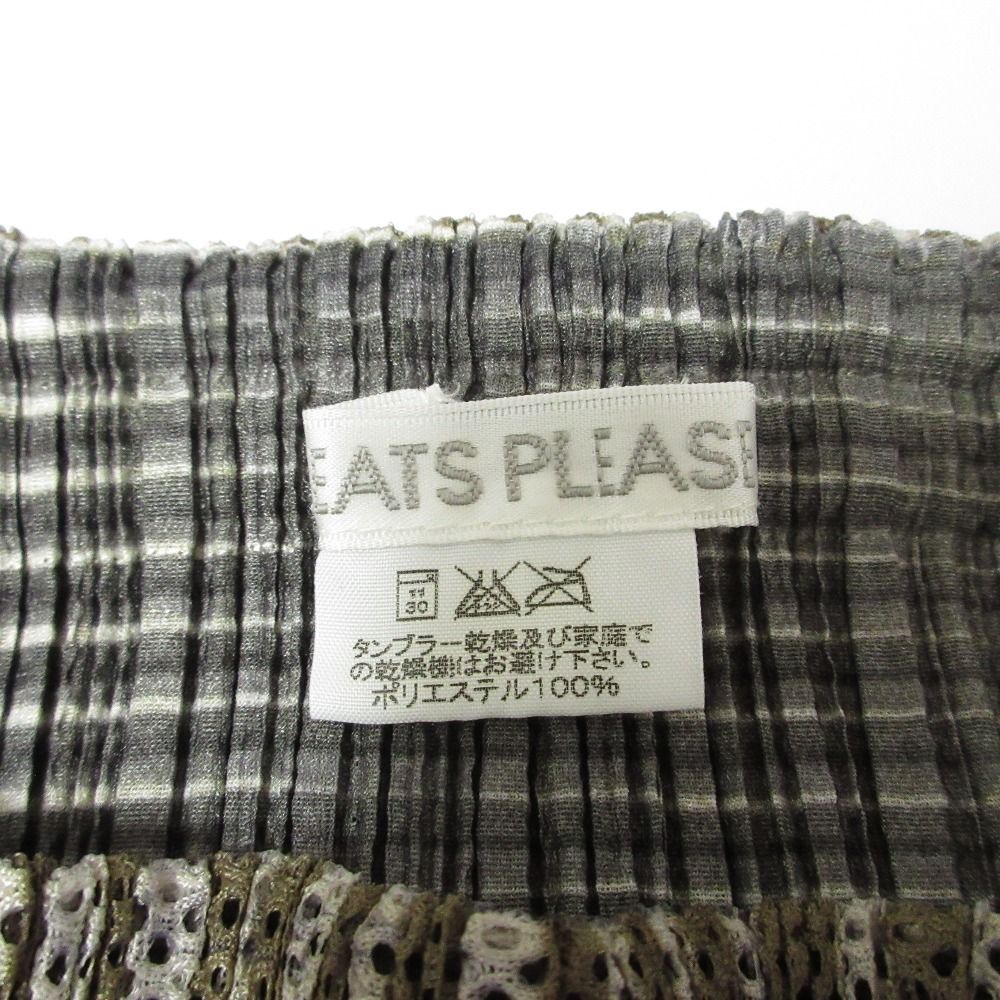 EATS PLEASE
11
30
タンブラー乾燥及び家庭で
の乾燥機はお避け下さい。
ポリエステル100%